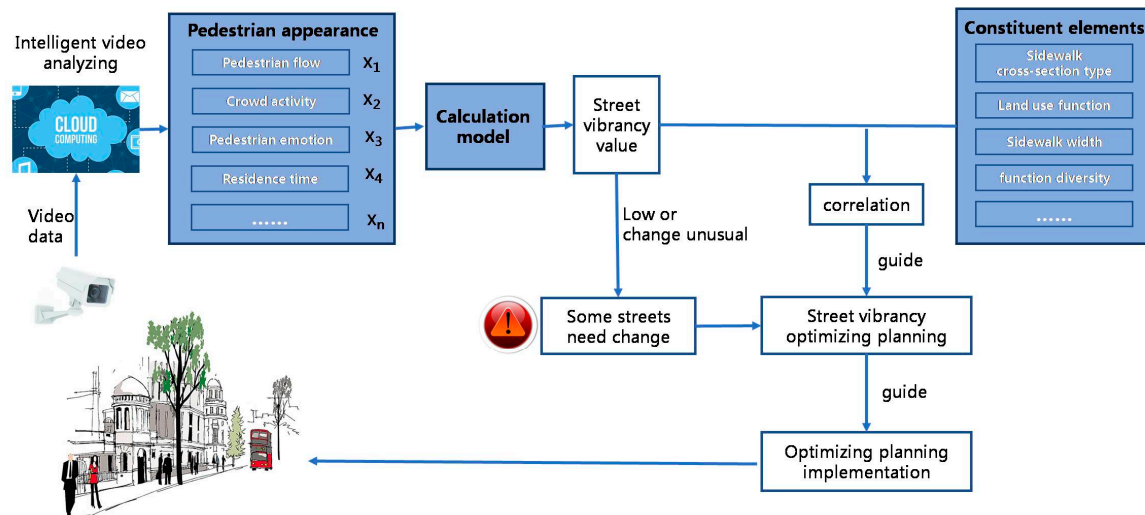 Intelligent video
analyzing
CLOUD
COMPUTING
Video
data
Pedestrian appearance
Pedestrian flow X1
Crowd activity X2
Pedestrian emotion X3
Residence time X4
...... Xn
Calculation
model
Street
vibrancy
value
Constituent elements
Sidewalk
cross-section type
Land use function
Sidewalk width
function diversity
......
correlation
Low or
change unusual
guide
Some streets
need change
Street vibrancy
optimizing planning
guide
Optimizing planning
implementation